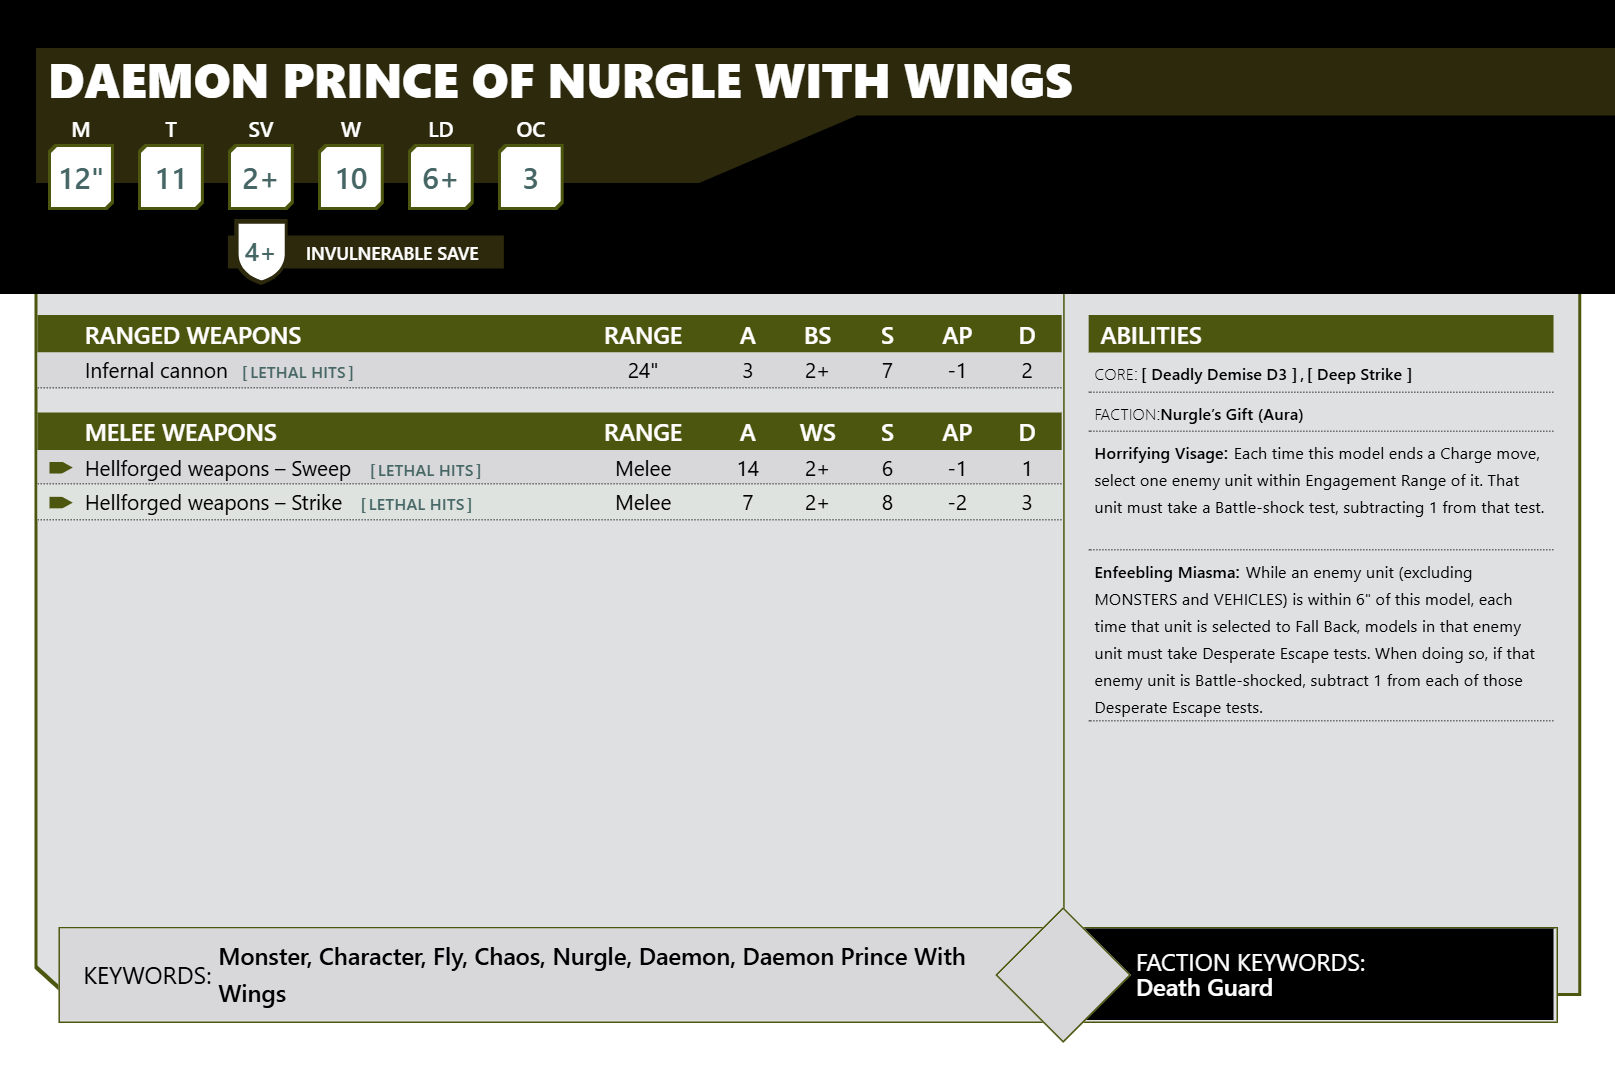 DAEMON PRINCE OF NURGLE WITH WINGS
M T SV W LD OC
12" 11 2+ 10 6+ 3
4+ INVULNERABLE SAVE
RANGED WEAPONS RANGE A BS S AP D
Infernal cannon [LETHAL HITS] 24" 3 2+ 7 -1 2
MELEE WEAPONS RANGE A WS S AP D
Hellforged weapons – Sweep [LETHAL HITS] Melee 14 2+ 6 -1 1
Hellforged weapons – Strike [LETHAL HITS] Melee 7 2+ 8 -2 3
ABILITIES
CORE: [ Deadly Demise D3 ] , [ Deep Strike ]
FACTION:Nurgle’s Gift (Aura)
Horrifying Visage: Each time this model ends a Charge move,
select one enemy unit within Engagement Range of it. That
unit must take a Battle-shock test, subtracting 1 from that test.
Enfeebling Miasma: While an enemy unit (excluding
MONSTERS and VEHICLES) is within 6" of this model, each
time that unit is selected to Fall Back, models in that enemy
unit must take Desperate Escape tests. When doing so, if that
enemy unit is Battle-shocked, subtract 1 from each of those
Desperate Escape tests.
KEYWORDS: Monster, Character, Fly, Chaos, Nurgle, Daemon, Daemon Prince With
Wings
FACTION KEYWORDS:
Death Guard